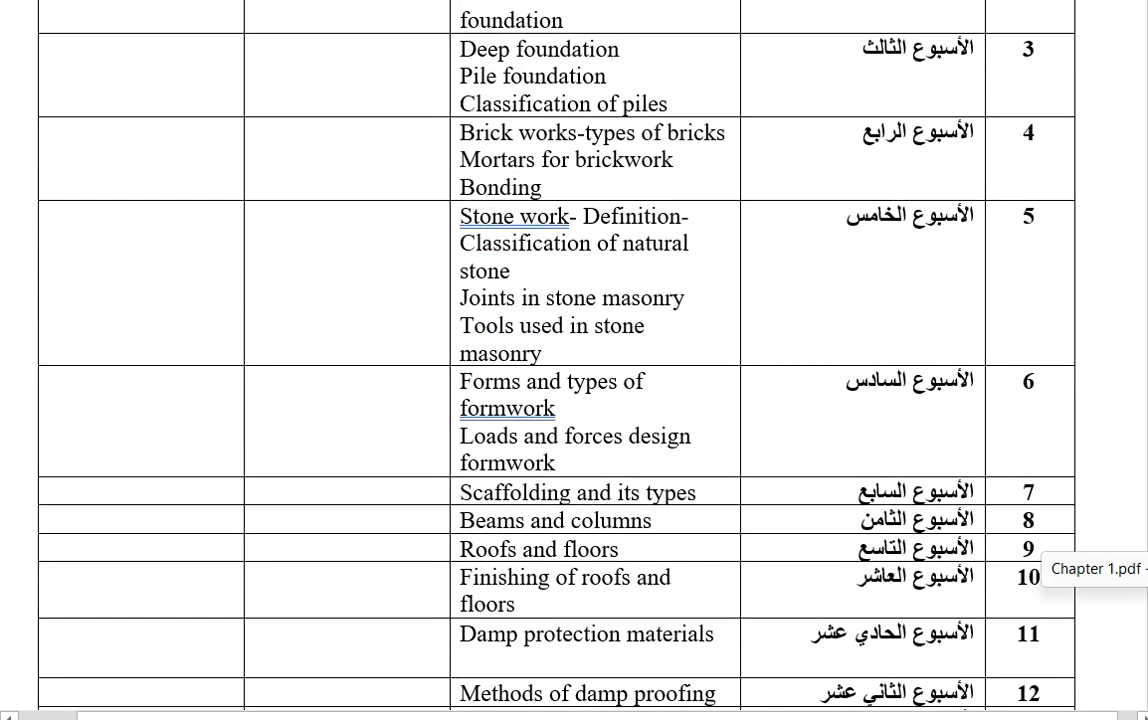 foundation
3 الأسبوع الثالث Deep foundation
Pile foundation
Classification of piles
4 الأسبوع الرابع Brick works-types of bricks
Mortars for brickwork
Bonding
5 الأسبوع الخامس Stone work- Definition-
Classification of natural
stone
Joints in stone masonry
Tools used in stone
masonry
6 الأسبوع السادس Forms and types of
formwork
Loads and forces design
formwork
7 الأسبوع السابع Scaffolding and its types
8 الأسبوع الثامن Beams and columns
9 الأسبوع التاسع Roofs and floors
Chapter 1.pdf -
10 الأسبوع العاشر Finishing of roofs and
floors
11 الأسبوع الحادي عشر Damp protection materials
12 الأسبوع الثاني عشر Methods of damp proofing